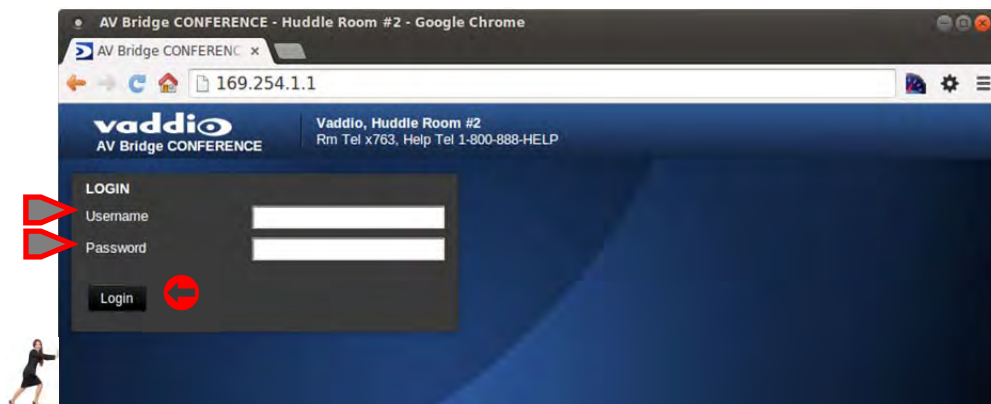 AV Bridge CONFERENCE - Huddle Room #2 - Google Chrome
AV Bridge CONFERENC
169.254.1.1
vaddio
AV Bridge CONFERENCE
Vaddio, Huddle Room #2
Rm Tel x763, Help Tel 1-800-888-HELP
LOGIN
Username
Password
Login